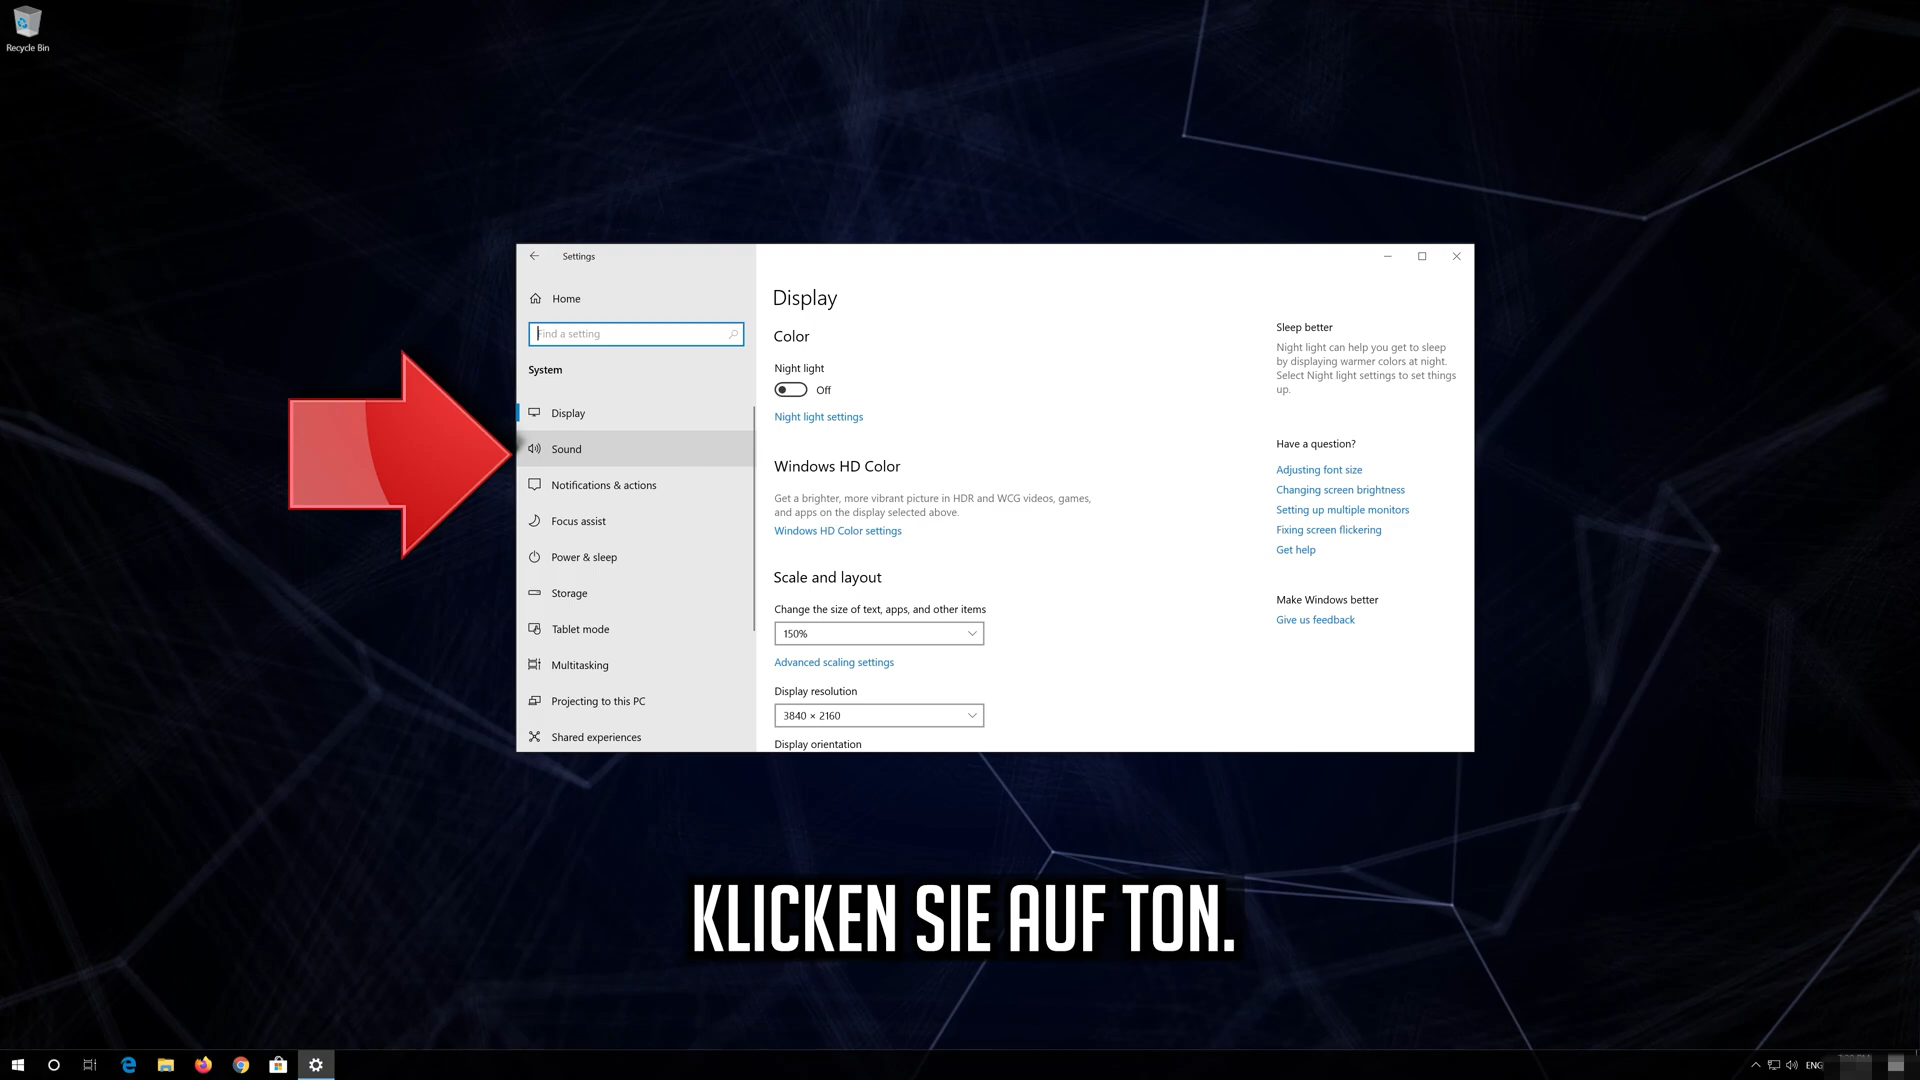 Recycle Bin
Settings
Home
Find a setting
System
Display
Sound
Notifications & actions
Focus assist
Power & sleep
Storage
Tablet mode
Multitasking
Projecting to this PC
Shared experiences
Display
Color
Night light
Off
Night light settings
Windows HD Color
Get a brighter, more vibrant picture in HDR and WCG videos, games,
and apps on the display selected above.
Windows HD Color settings
Scale and layout
Change the size of text, apps, and other items
150%
Advanced scaling settings
Display resolution
3840 × 2160
Display orientation
Sleep better
Night light can help you get to sleep
by displaying warmer colors at night.
Select Night light settings to set things
up.
Have a question?
Adjusting font size
Changing screen brightness
Setting up multiple monitors
Fixing screen flickering
Get help
Make Windows better
Give us feedback
KLICKEN SIE AUF TON.
ENG